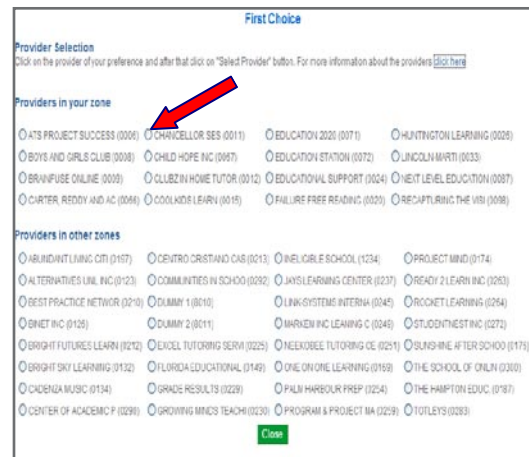 First Choice
Provider Selection
Click on the provider of your preference and after that click on "Select Provider" button. For more information about the providers click here
Providers in your zone
ATS PROJECT SUCCESS (0006) CHANCELLOR SES (0011) EDUCATION 2020 (0071) HUNTINGTON LEARNING (0026)
BOYS AND GIRLS CLUB (0008) CHILD HOPE INC (0067) EDUCATION STATION (0072) LINCOLN-MARTI (0033)
BRAINFUSE ONLINE (0009) CLUBZ IN HOME TUTOR (0012) EDUCATIONAL SUPPORT (0024) NEXT LEVEL EDUCATION (0087)
CARTER, REDDY AND AC (0066) COOLKIDS LEARN (0015) FAILURE FREE READING (0020) RECAPTURING THE VISI (0098)
Providers in other zones
ABUNDANT LIVING CITI (0197) CENTRO CRISTIANO CAS (0213) INELIGIBLE SCHOOL (1234) PROJECT MIND (0174)
ALTERNATIVES UNL INC (0123) COMMUNITIES IN SCHOO (0292) JAYS LEARNING CENTER (0237) READY 2 LEARN INC (0263)
BEST PRACTICE NETWOR (0210) DUMMY 1 (8010) LINK-SYSTEMS INTERNA (0245) ROCKET LEARNING (0264)
BINET INC (0126) DUMMY 2 (8011) MARKEM INC LEANING C (0246) STUDENTNEST INC (0272)
BRIGHT FUTURES LEARN (0212) EXCEL TUTORING SERVI (0225) NEEKOBEE TUTORING CE (0251) SUNSHINE AFTER SCHOO (0176)
BRIGHT SKY LEARNING (0132) FLORIDA EDUCATIONAL (0149) ONE ON ONE LEARNING (0169) THE SCHOOL OF ONLIN (0300)
CADENZA MUSIC (0134) GRADE RESULTS (0229) PALM HARBOUR PREP (0254) THE HAMPTON EDUC. (0187)
CENTER OF ACADEMIC P (0290) GROWING MINDS TEACHI (0230) PROGRAM & PROJECT MA (0259) TOTLEYS (0283)
Close